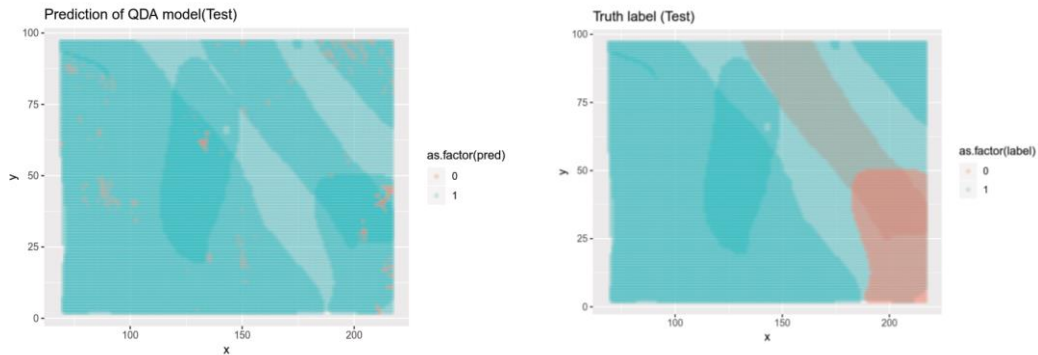 Prediction of QDA model(Test)
100
75
50
25
0
y
100
150
200
x
as.factor(pred)
0
1
Truth label (Test)
100
75
50
25
0
y
100
150
200
x
as.factor(label)
0
1